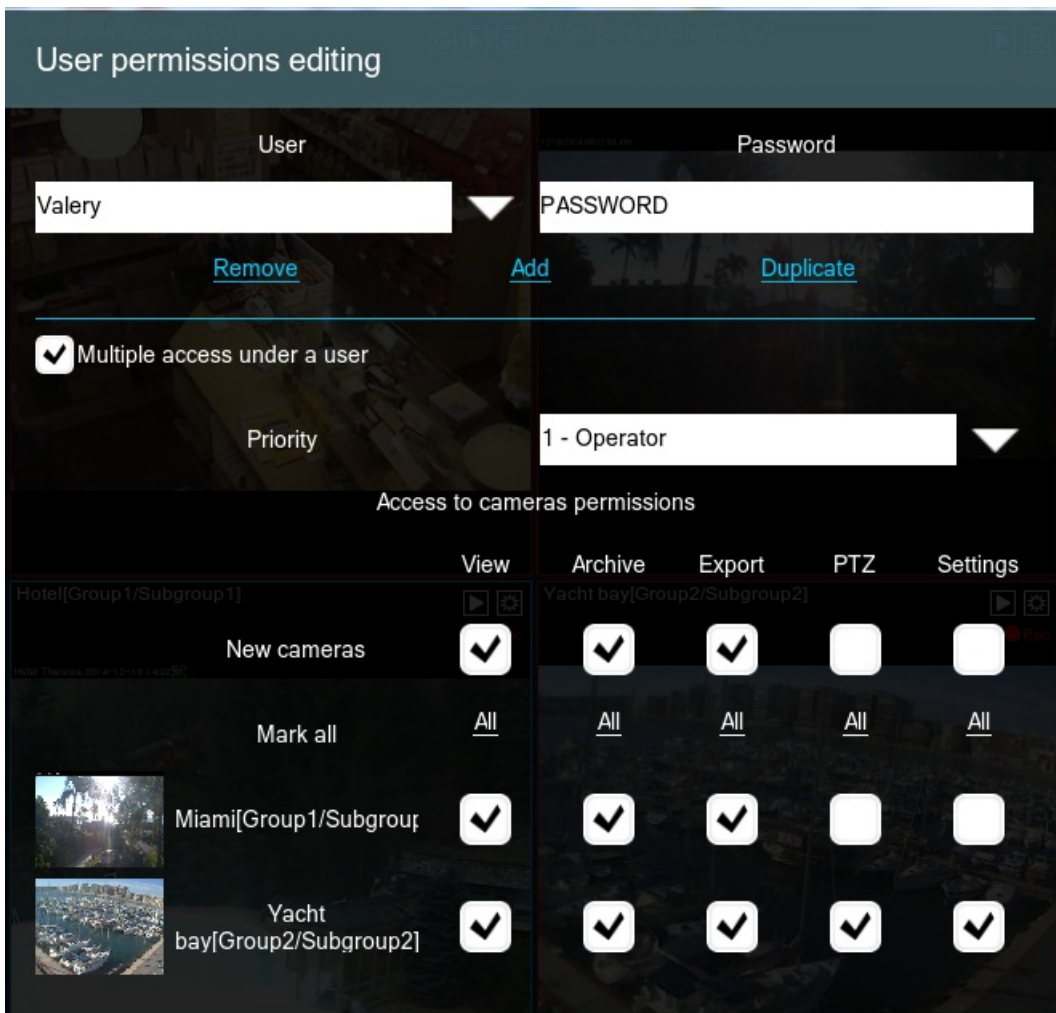 User permissions editing
User Password
Valery PASSWORD
Remove Add Duplicate
Multiple access under a user
Priority 1 - Operator
Access to cameras permissions
View Archive Export PTZ Settings
Hotel[Group1/Subgroup1] Yacht bay[Group2/Subgroup2]
New cameras
Mark all All All All All All
Miami[Group1/Subgroup
Yacht
bay[Group2/Subgroup2]